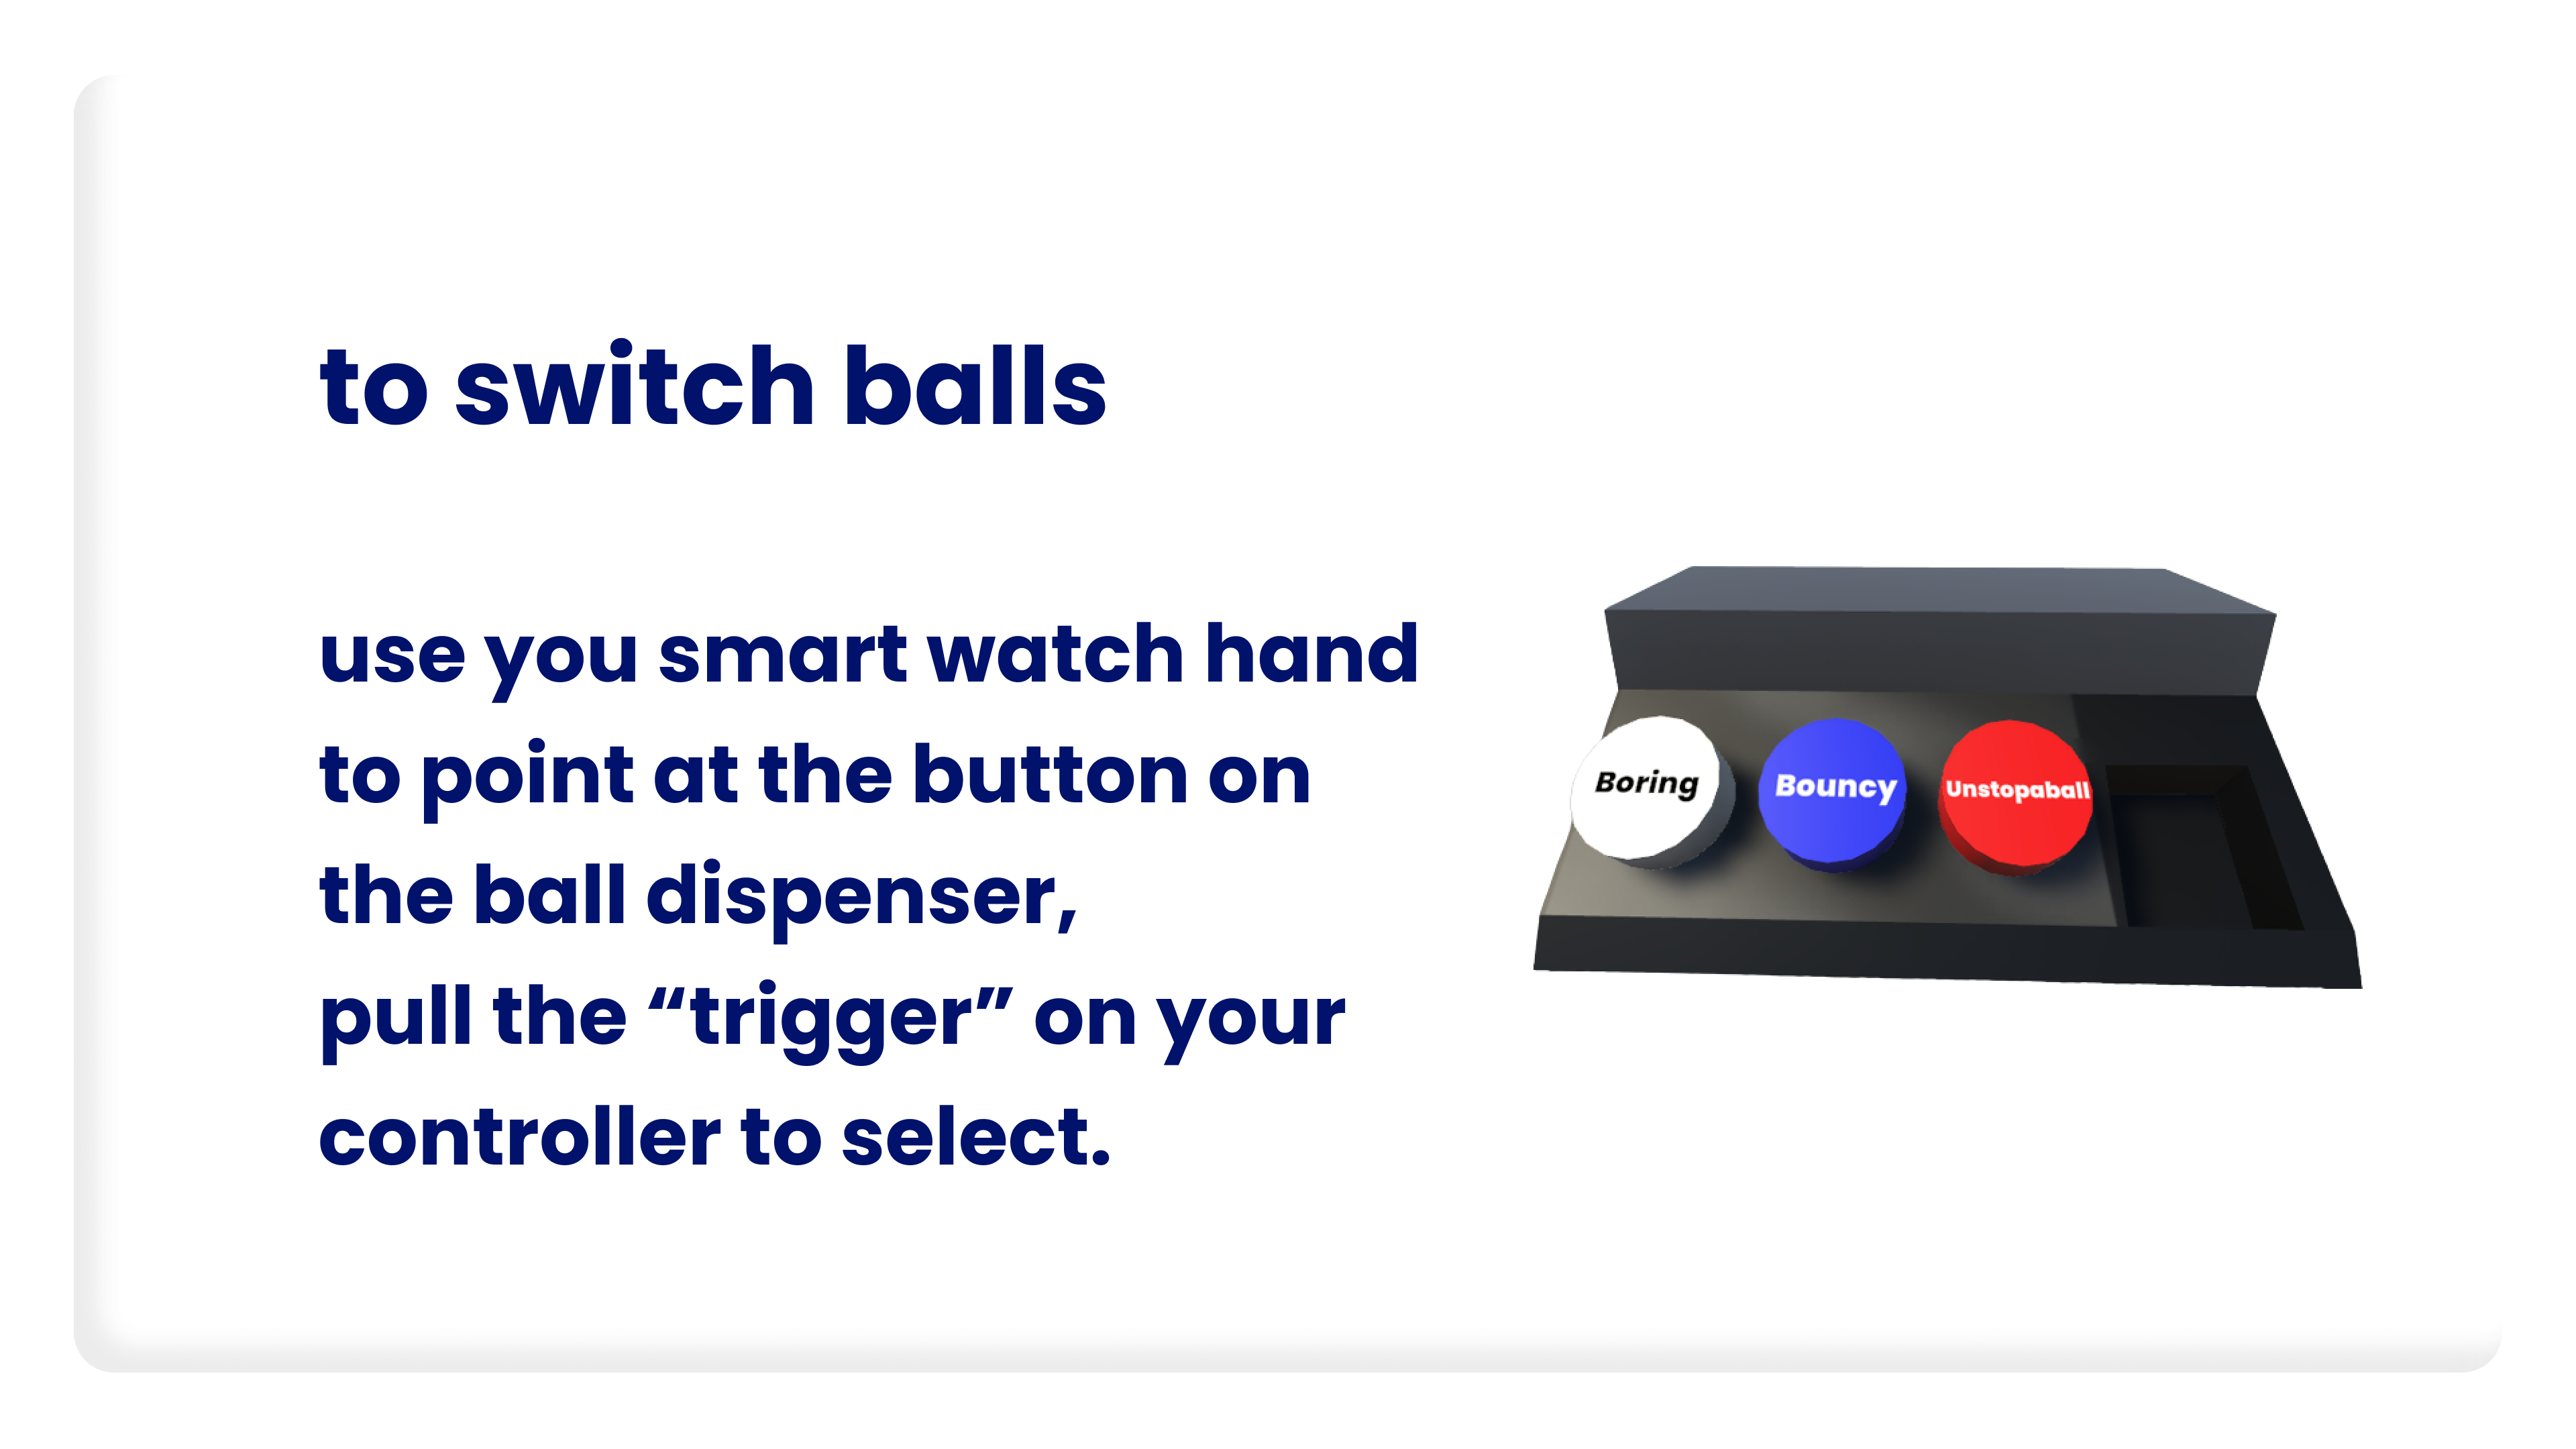 to switch balls
use you smart watch hand
to point at the button on
the ball dispenser,
pull the “trigger” on your
controller to select.
Boring
Bouncy
Unstopaball